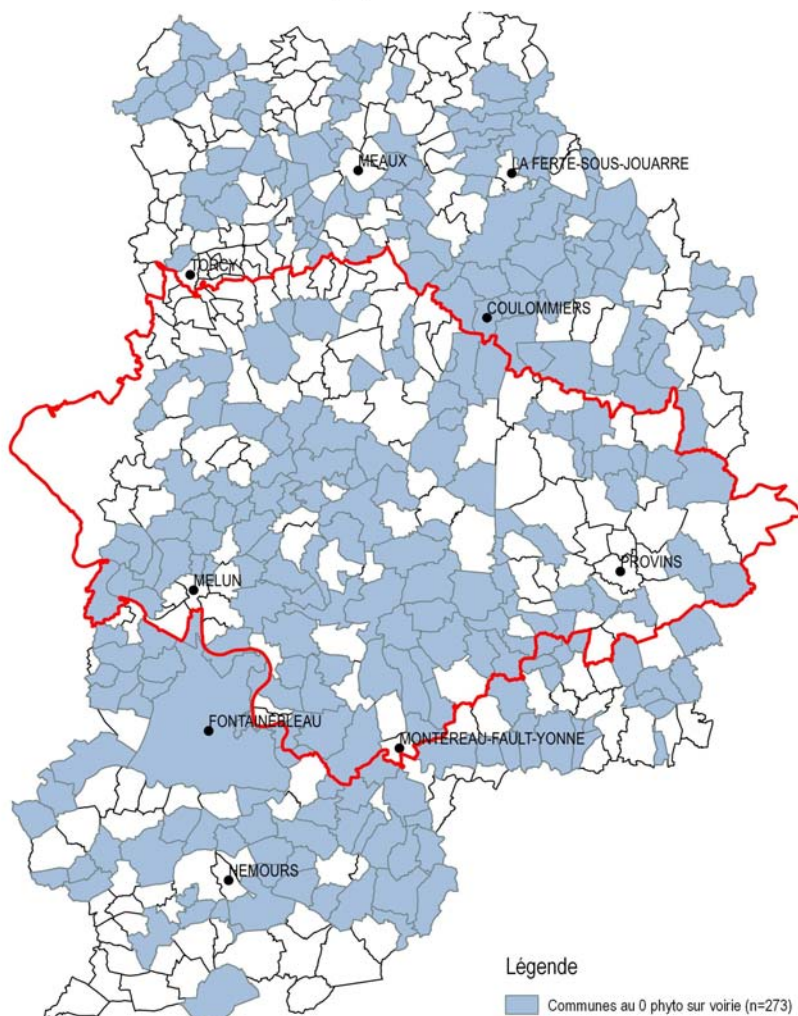 MEAUX
LA FERTE-SOUS-JOUARRE
TORCY
COULOMMIERS
PROVINS
MELUN
FONTAINEBLEAU
MONTEREAU-FAULT-YONNE
NEMOURS
Légende
Communes au 0 phyto sur voirie (n=273)